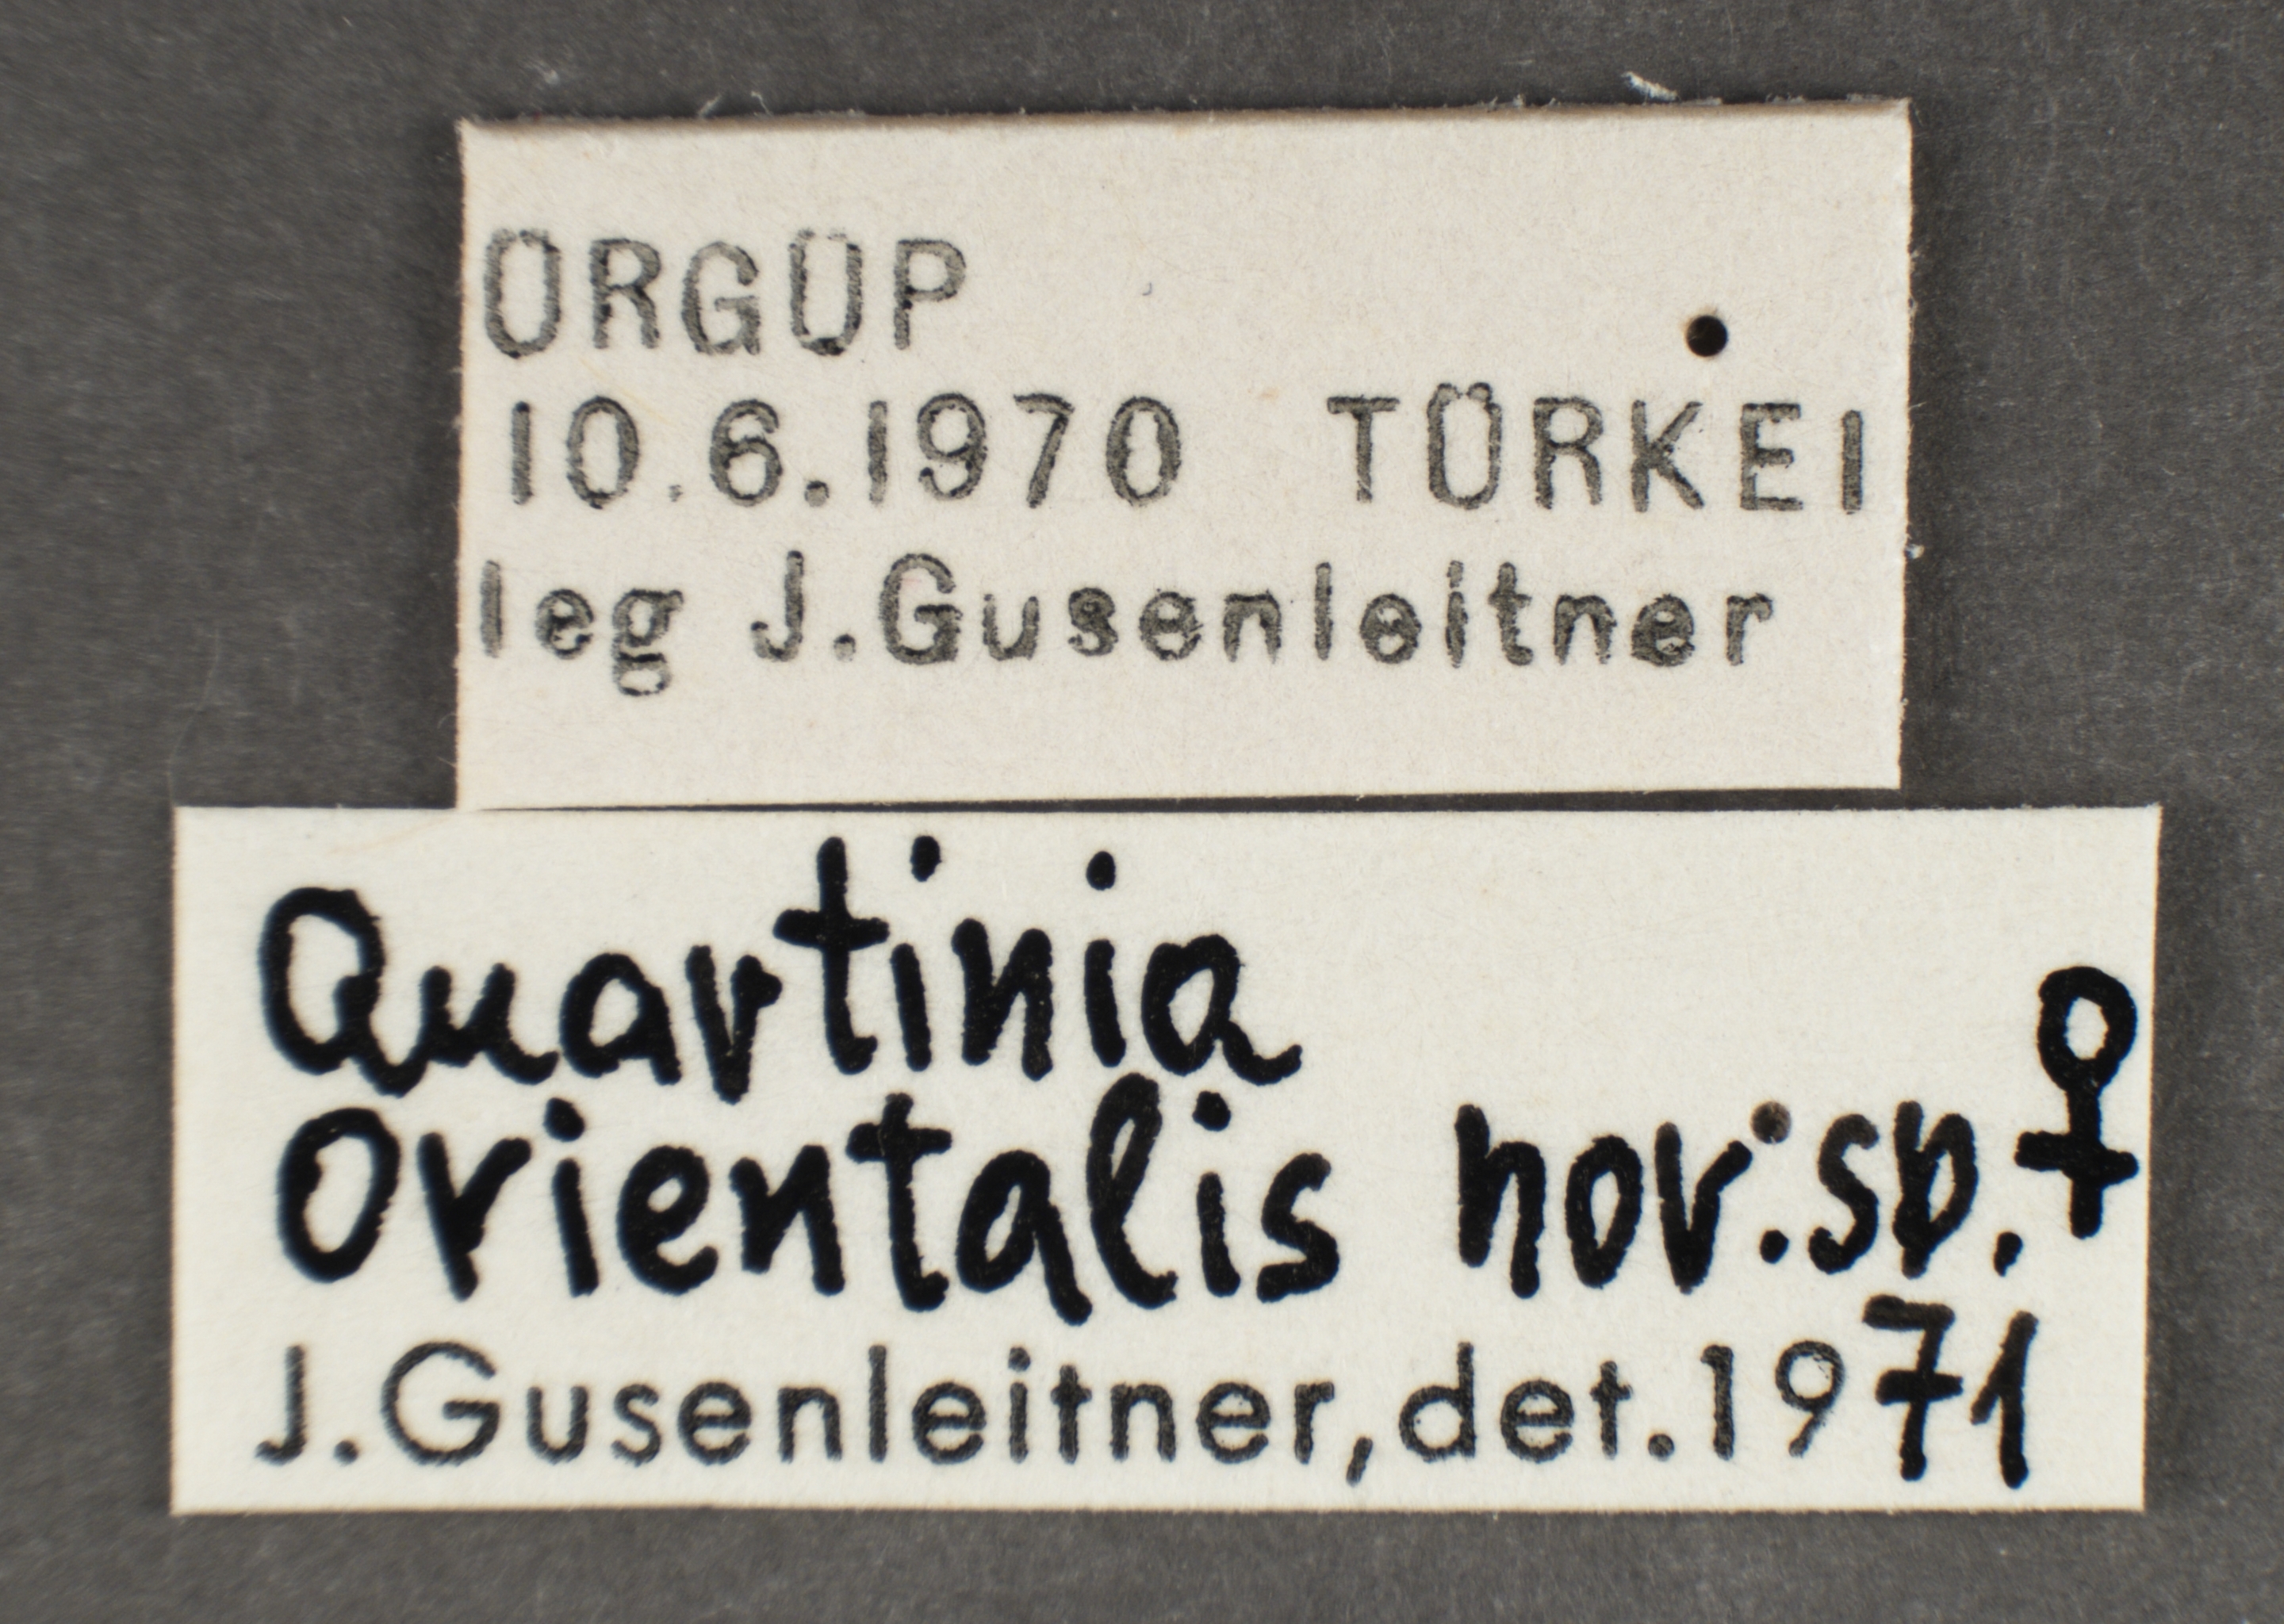 ÜRGÜP
10.6.1970 TÜRKEI
leg J.Gusenleitner
Quartinia
orientalis nov.sp.♀
J.Gusenleitner,det.1971